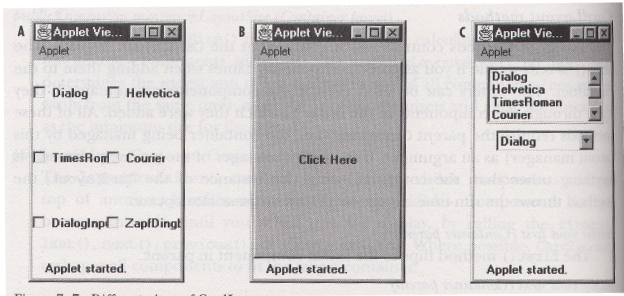 A
Applet Vie...
Applet
Dialog
Helvetica
TimesRom
Courier
DialogInpu
ZapfDingb
Applet started.
B
Applet Vie...
Applet
Click Here
Applet started.
C
Applet Vie...
Applet
Dialog
Helvetica
TimesRoman
Courier
Dialog
Applet started.